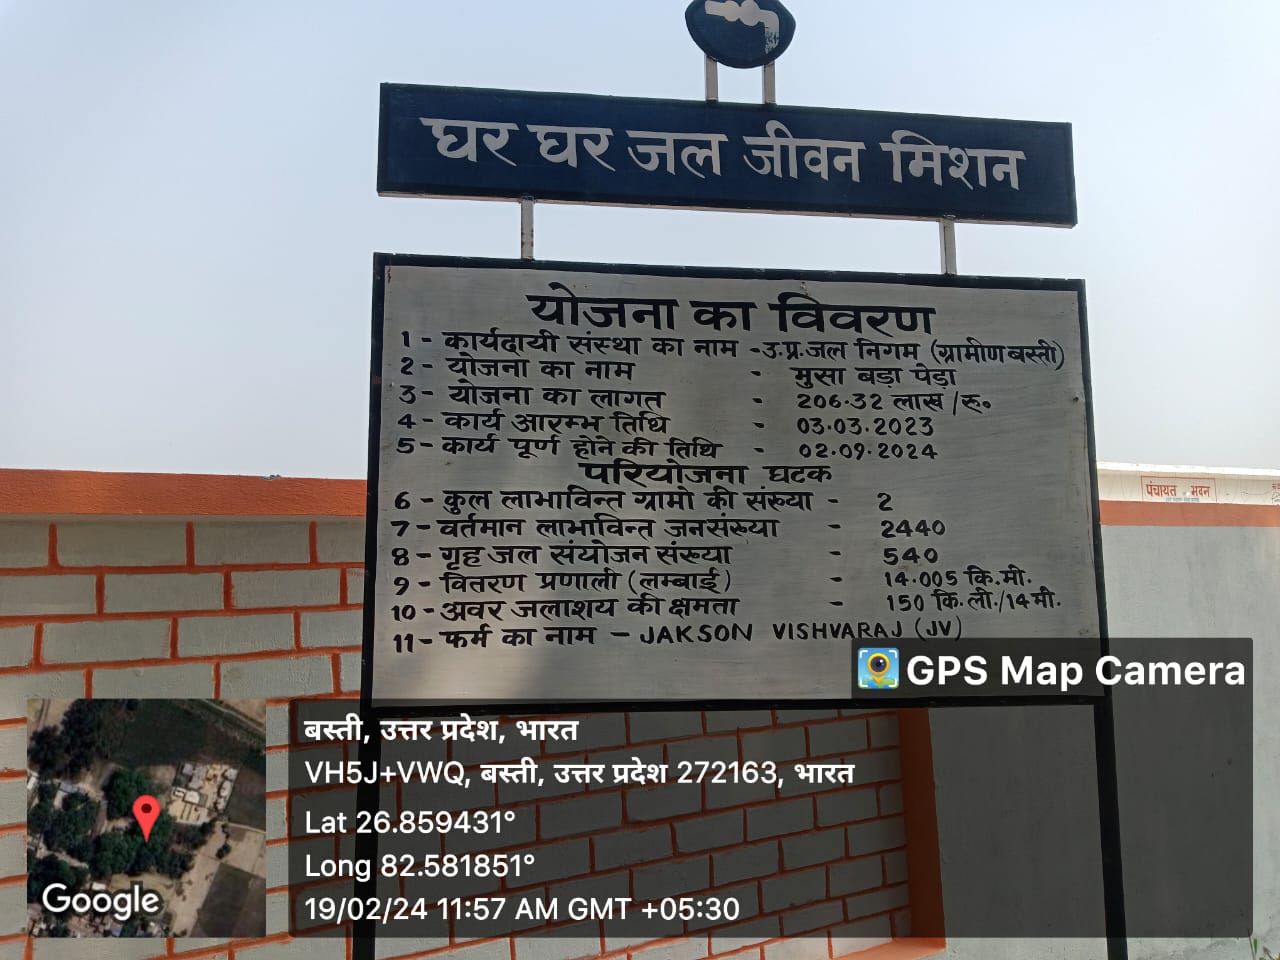 घर घर जल जीवन मिशन
योजना का विवरण
1 - कार्यदायी संस्था का नाम - उ.प्र.जल निगम (ग्रामीण बस्ती)
2 - योजना का नाम - मुसा बड़ा पेड़ा
3 - योजना का लागत - 206.32 लाख /रु०
4 - कार्य आरम्भ तिथि - 03.03.2023
5 - कार्य पूर्ण होने की तिथि - 02.09.2024
परियोजना घटक
6 - कुल लाभाविन्त ग्रामो की संख्या - 2
7 - वर्तमान लाभाविन्त जनसंख्या - 2440
8 - गृह जल संयोजन संख्या - 540
9 - वितरण प्रणाली (लम्बाई) - 14.005 कि.मी.
10 - अवर जलाशय की क्षमता - 150 कि.ली./14 मी.
11 - फर्म का नाम - JAKSON VISHVARAJ (JV)
पंचायत भवन
GPS Map Camera
बस्ती, उत्तर प्रदेश, भारत
VH5J+VWQ, बस्ती, उत्तर प्रदेश 272163, भारत
Lat 26.859431°
Long 82.581851°
19/02/24 11:57 AM GMT +05:30
Google